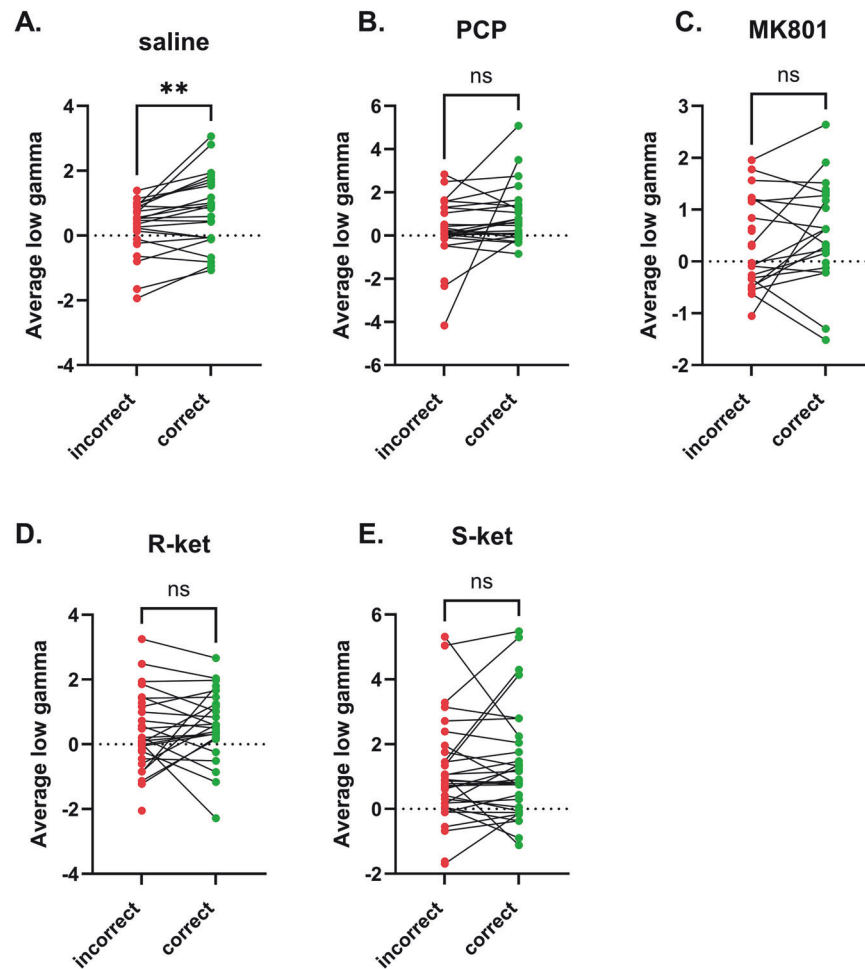 A.
saline
**
Average low gamma
4
2
0
-2
-4
incorrect
correct
B.
PCP
ns
Average low gamma
6
4
2
0
-2
-4
-6
incorrect
correct
C.
MK801
ns
Average low gamma
3
2
1
0
-1
-2
incorrect
correct
D.
R-ket
ns
Average low gamma
4
2
0
-2
-4
incorrect
correct
E.
S-ket
ns
Average low gamma
6
4
2
0
-2
incorrect
correct